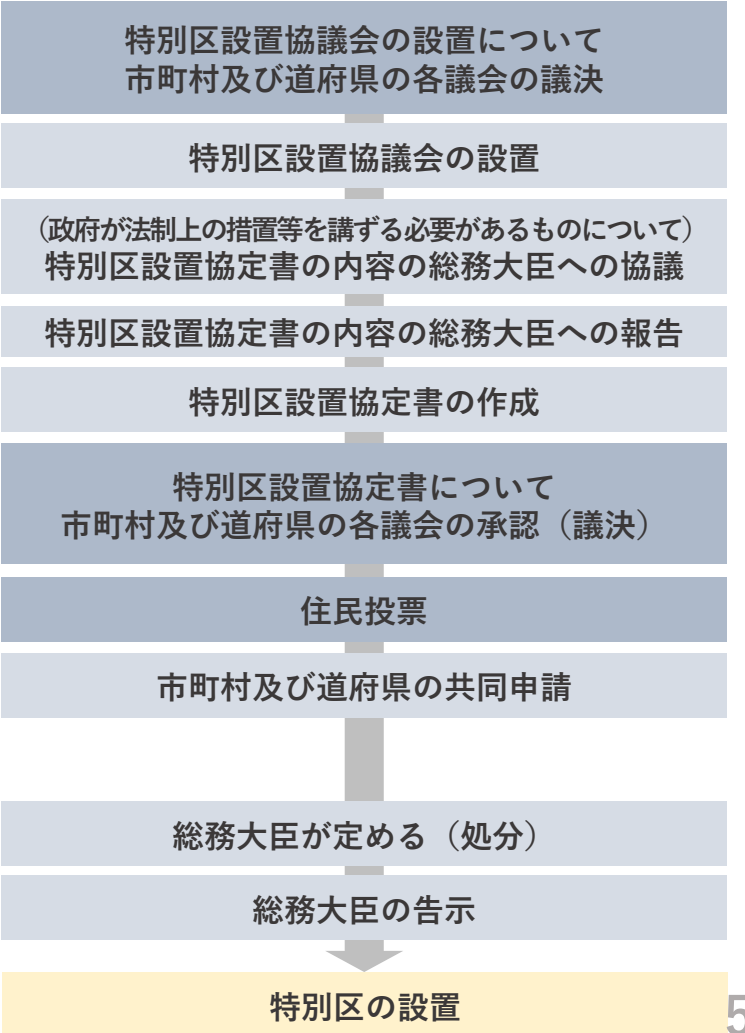 特別区設置協議会の設置について
市町村及び道府県の各議会の議決
特別区設置協議会の設置
（政府が法制上の措置等を講ずる必要があるものについて）
特別区設置協定書の内容の総務大臣への協議
特別区設置協定書の内容の総務大臣への報告
特別区設置協定書の作成
特別区設置協定書について
市町村及び道府県の各議会の承認（議決）
住民投票
市町村及び道府県の共同申請
総務大臣が定める（処分）
総務大臣の告示
特別区の設置
5